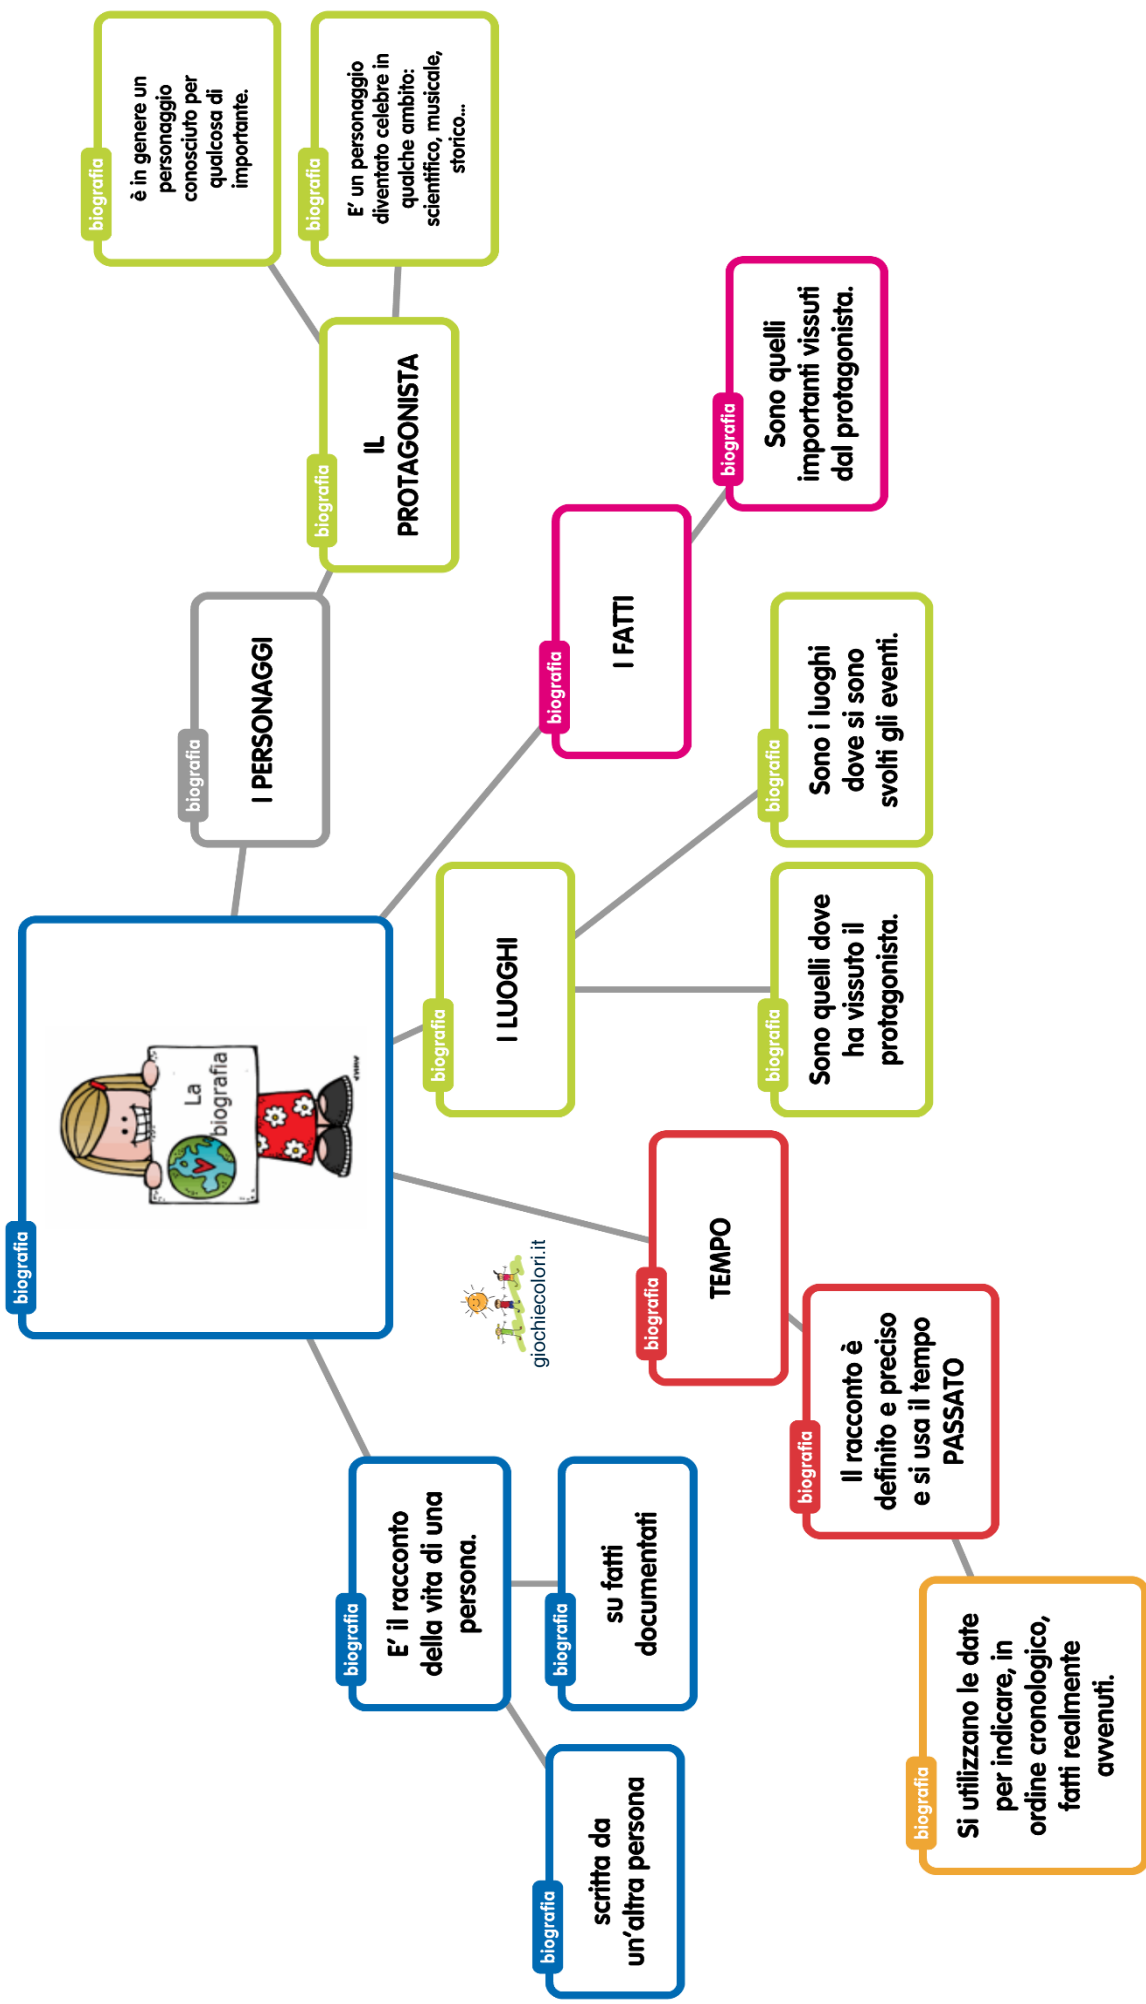 biografia
La
biografia
biografia
E' il racconto
della vita di una
persona.
biografia
scritta da
un'altra persona
biografia
su fatti
documentati
giochiecolori.it
biografia
TEMPO
biografia
Il racconto è
definito e preciso
e si usa il tempo
PASSATO
biografia
Si utilizzano le date
per indicare, in
ordine cronologico,
fatti realmente
avvenuti.
biografia
I LUOGHI
biografia
Sono quelli dove
ha vissuto il
protagonista.
biografia
Sono i luoghi
dove si sono
svolti gli eventi.
biografia
I FATTI
biografia
Sono quelli
importanti vissuti
dal protagonista.
biografia
I PERSONAGGI
biografia
IL
PROTAGONISTA
biografia
è in genere un
personaggio
conosciuto per
qualcosa di
importante.
biografia
E' un personaggio
diventato celebre in
qualche ambito:
scientifico, musicale,
storico...